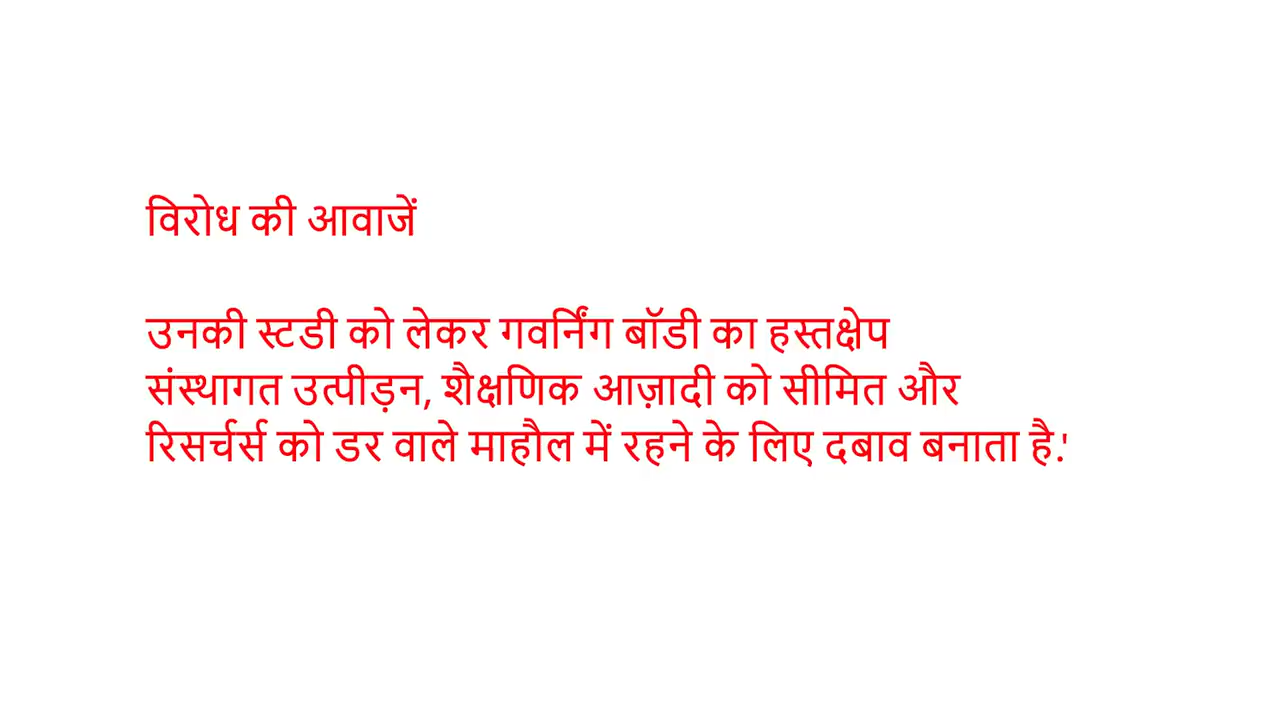 विरोध की आवाजें
उनकी स्टडी को लेकर गवर्निंग बॉडी का हस्तक्षेप
संस्थागत उत्पीड़न, शैक्षणिक आज़ादी को सीमित और
रिसर्चर्स को डर वाले माहौल में रहने के लिए दबाव बनाता है.'